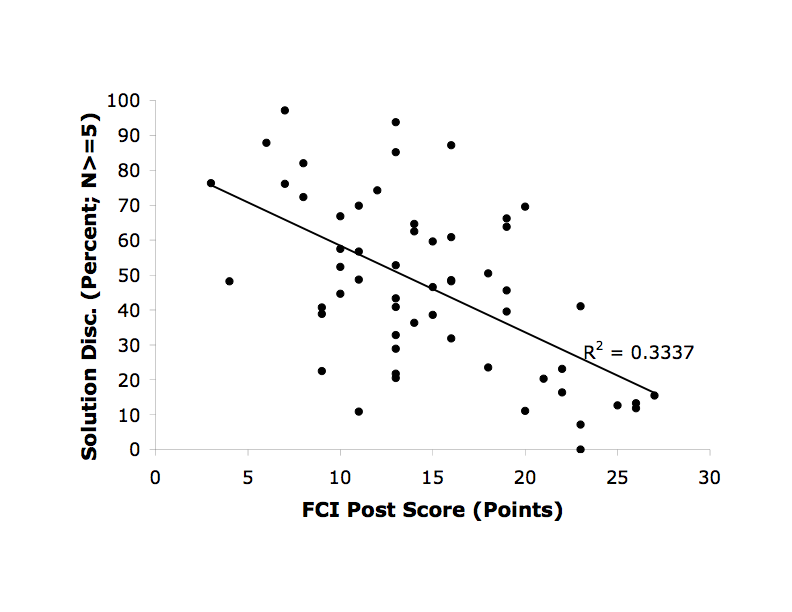 100
90
80
70
60
50
40
30
20
10
0
Solution Disc. (Percent; N>=5)
R² = 0.3337
0 5 10 15 20 25 30
FCI Post Score (Points)